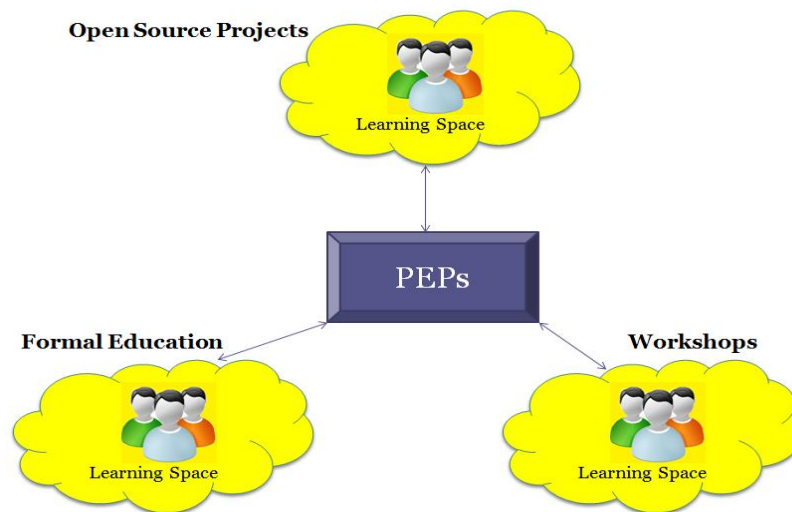 Open Source Projects
Learning Space
PEPs
Formal Education
Workshops
Learning Space
Learning Space